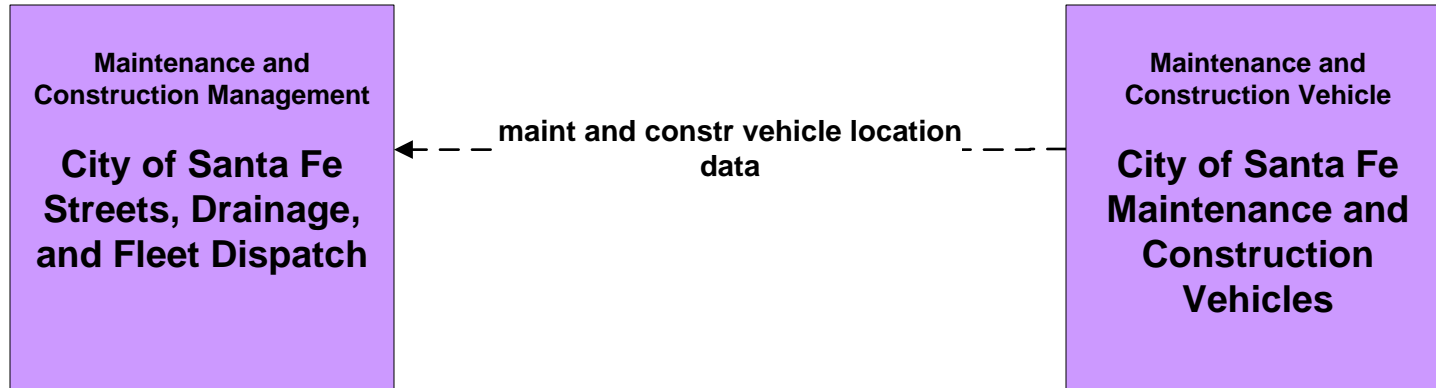 Maintenance and
Construction Management
City of Santa Fe
Streets, Drainage,
and Fleet Dispatch
maint and constr vehicle location
data
Maintenance and
Construction Vehicle
City of Santa Fe
Maintenance and
Construction
Vehicles